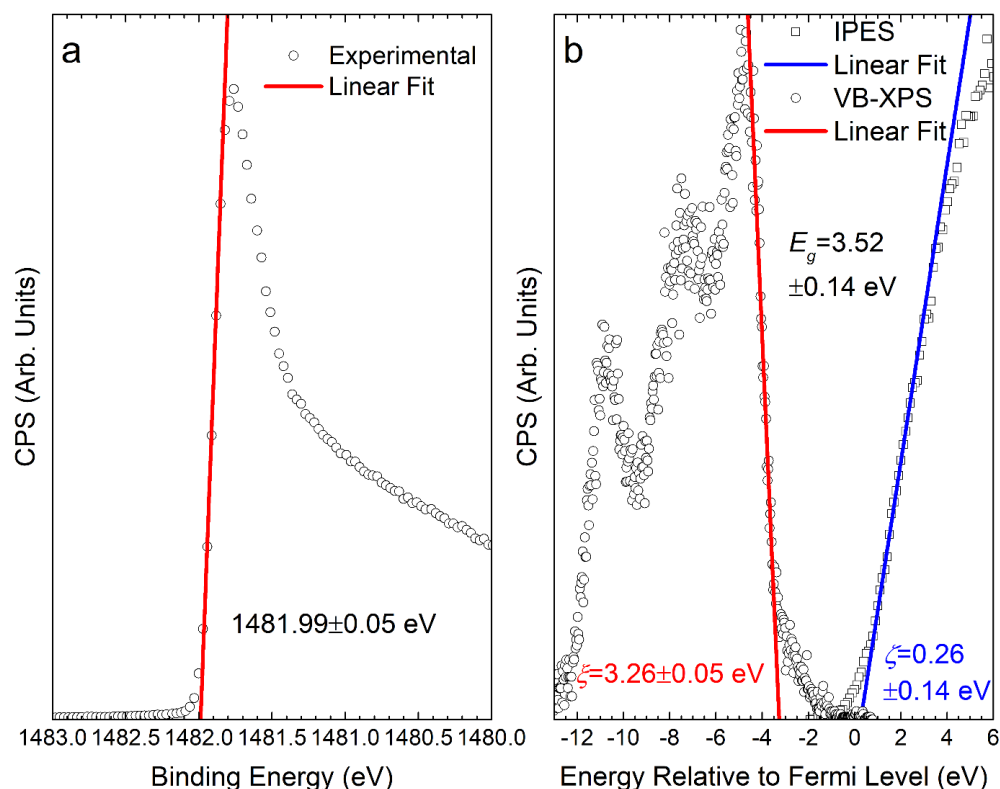 a
Experimental
Linear Fit
1481.99±0.05 eV
CPS (Arb. Units)
1483.0 1482.5 1482.0 1481.5 1481.0 1480.5 1480.0
Binding Energy (eV)
b
IPES
Linear Fit
VB-XPS
Linear Fit
E_g=3.52
±0.14 eV
ξ=3.26±0.05 eV
ζ=0.26
±0.14 eV
CPS (Arb. Units)
-12 -10 -8 -6 -4 -2 0 2 4 6
Energy Relative to Fermi Level (eV)